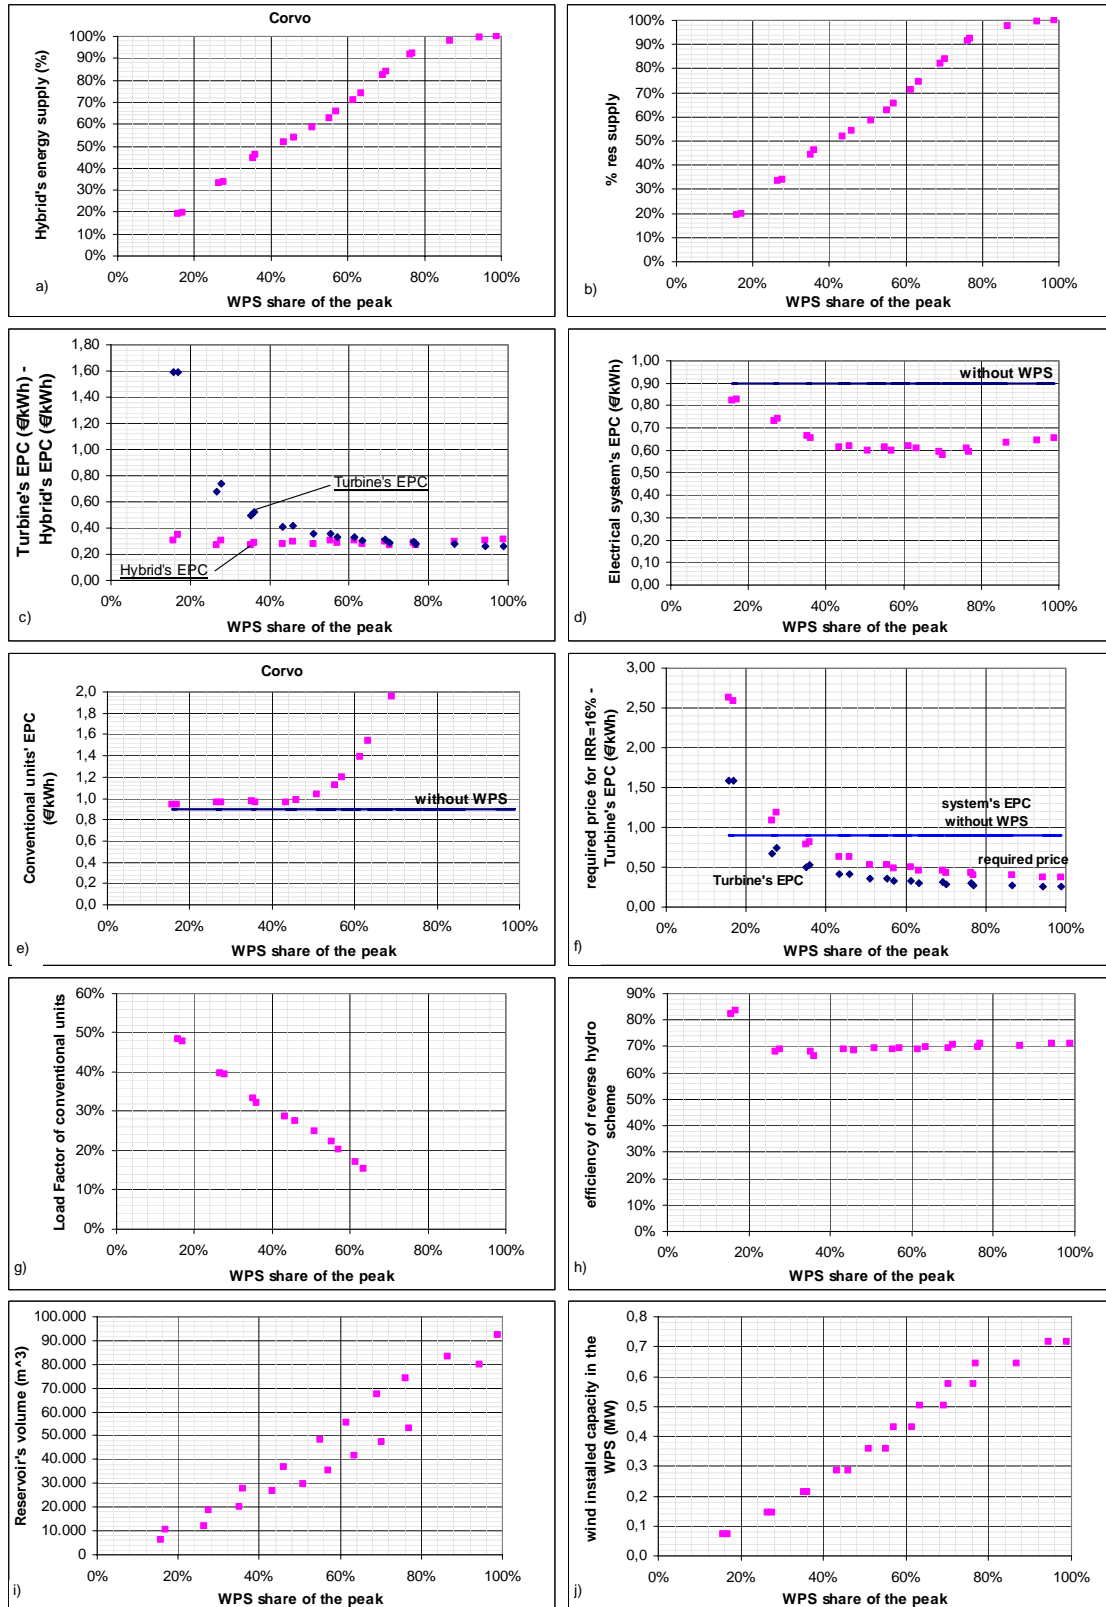 Corvo
100%
90%
80%
70%
60%
50%
40%
30%
20%
10%
0%
Hybrid's energy supply (%)
0% 20% 40% 60% 80% 100%
WPS share of the peak
a)
100%
90%
80%
70%
60%
50%
40%
30%
20%
10%
0%
% res supply
0% 20% 40% 60% 80% 100%
WPS share of the peak
b)
1,80
1,60
1,40
1,20
1,00
0,80
0,60
0,40
0,20
0,00
Turbine's EPC (€/kWh) -
Hybrid's EPC (€/kWh)
Turbine's EPC
Hybrid's EPC
0% 20% 40% 60% 80% 100%
WPS share of the peak
c)
1,00
0,90
0,80
0,70
0,60
0,50
0,40
0,30
0,20
0,10
0,00
Electrical system's EPC (€/kWh)
without WPS
0% 20% 40% 60% 80% 100%
WPS share of the peak
d)
Corvo
2,0
1,8
1,6
1,4
1,2
1,0
0,8
0,6
0,4
0,2
0,0
Conventional units' EPC
(€/kWh)
without WPS
0% 20% 40% 60% 80% 100%
WPS share of the peak
e)
3,00
2,50
2,00
1,50
1,00
0,50
0,00
required price for IRR=16% -
Turbine's EPC (€/kWh)
system's EPC
without WPS
required price
Turbine's EPC
0% 20% 40% 60% 80% 100%
WPS share of the peak
f)
60%
50%
40%
30%
20%
10%
0%
Load Factor of conventional units
0% 20% 40% 60% 80% 100%
WPS share of the peak
g)
90%
80%
70%
60%
50%
40%
30%
20%
10%
0%
efficiency of reverse hydro
scheme
0% 20% 40% 60% 80% 100%
WPS share of the peak
h)
100.000
90.000
80.000
70.000
60.000
50.000
40.000
30.000
20.000
10.000
0
Reservoir's volume (m^3)
0% 20% 40% 60% 80% 100%
WPS share of the peak
i)
0,8
0,7
0,6
0,5
0,4
0,3
0,2
0,1
0,0
wind installed capacity in the
WPS (MW)
0% 20% 40% 60% 80% 100%
WPS share of the peak
j)